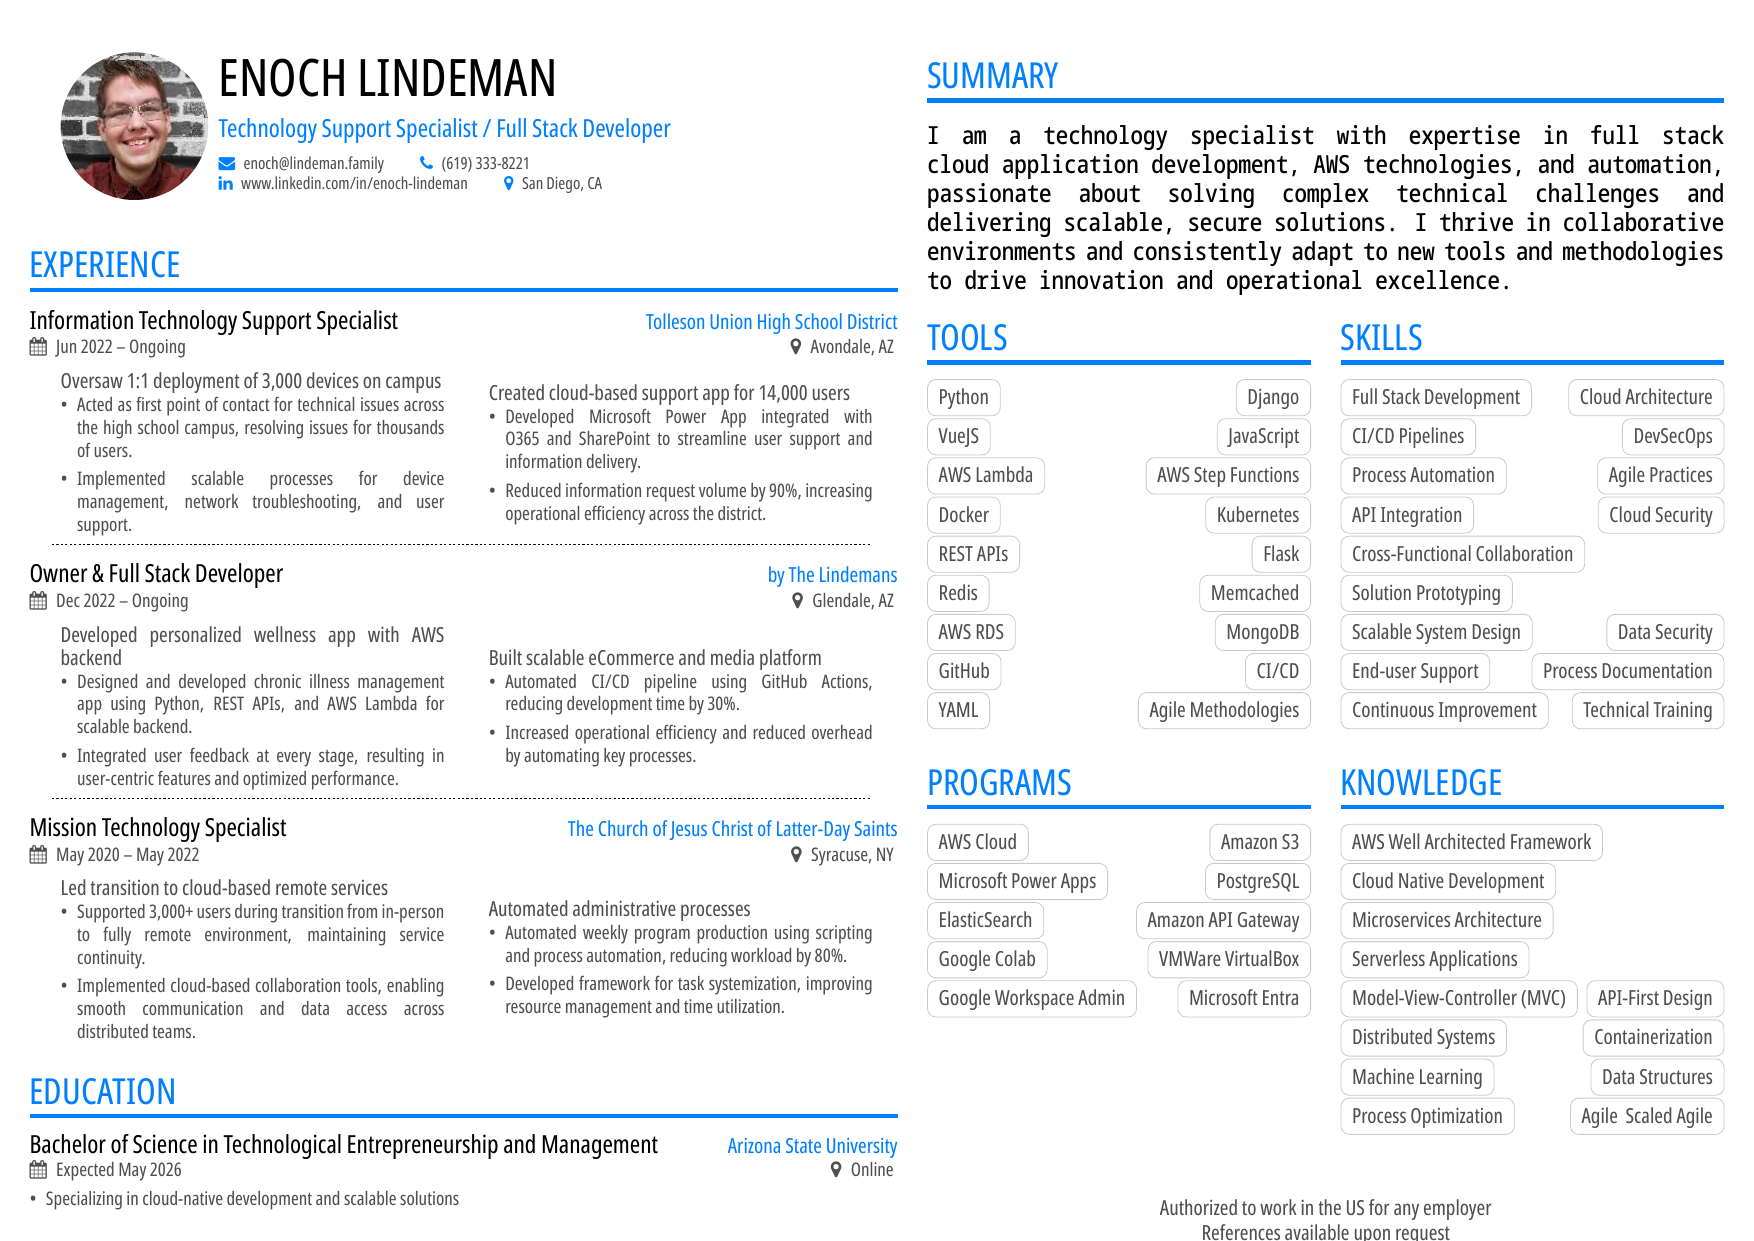 ENOCH LINDEMAN
Technology Support Specialist / Full Stack Developer
enoch@lindeman.family (619) 333-8221
www.linkedin.com/in/enoch-lindeman San Diego, CA
EXPERIENCE
Information Technology Support Specialist Tolleson Union High School District
Jun 2022 – Ongoing Avondale, AZ
Oversaw 1:1 deployment of 3,000 devices on campus
• Acted as first point of contact for technical issues across
the high school campus, resolving issues for thousands
of users.
• Implemented scalable processes for device
management, network troubleshooting, and user
support.
Created cloud-based support app for 14,000 users
• Developed Microsoft Power App integrated with
O365 and SharePoint to streamline user support and
information delivery.
• Reduced information request volume by 90%, increasing
operational efficiency across the district.
Owner & Full Stack Developer by The Lindemans
Dec 2022 – Ongoing Glendale, AZ
Developed personalized wellness app with AWS
backend
• Designed and developed chronic illness management
app using Python, REST APIs, and AWS Lambda for
scalable backend.
• Integrated user feedback at every stage, resulting in
user-centric features and optimized performance.
Built scalable eCommerce and media platform
• Automated CI/CD pipeline using GitHub Actions,
reducing development time by 30%.
• Increased operational efficiency and reduced overhead
by automating key processes.
Mission Technology Specialist The Church of Jesus Christ of Latter-Day Saints
May 2020 – May 2022 Syracuse, NY
Led transition to cloud-based remote services
• Supported 3,000+ users during transition from in-person
to fully remote environment, maintaining service
continuity.
• Implemented cloud-based collaboration tools, enabling
smooth communication and data access across
distributed teams.
Automated administrative processes
• Automated weekly program production using scripting
and process automation, reducing workload by 80%.
• Developed framework for task systemization, improving
resource management and time utilization.
EDUCATION
Bachelor of Science in Technological Entrepreneurship and Management Arizona State University
Expected May 2026 Online
• Specializing in cloud-native development and scalable solutions
SUMMARY
I am a technology specialist with expertise in full stack
cloud application development, AWS technologies, and automation,
passionate about solving complex technical challenges and
delivering scalable, secure solutions. I thrive in collaborative
environments and consistently adapt to new tools and methodologies
to drive innovation and operational excellence.
TOOLS
Python Django
VueJS JavaScript
AWS Lambda AWS Step Functions
Docker Kubernetes
REST APIs Flask
Redis Memcached
AWS RDS MongoDB
GitHub CI/CD
YAML Agile Methodologies
SKILLS
Full Stack Development Cloud Architecture
CI/CD Pipelines DevSecOps
Process Automation Agile Practices
API Integration Cloud Security
Cross-Functional Collaboration
Solution Prototyping
Scalable System Design Data Security
End-user Support Process Documentation
Continuous Improvement Technical Training
PROGRAMS
AWS Cloud Amazon S3
Microsoft Power Apps PostgreSQL
ElasticSearch Amazon API Gateway
Google Colab VMWare VirtualBox
Google Workspace Admin Microsoft Entra
KNOWLEDGE
AWS Well Architected Framework
Cloud Native Development
Microservices Architecture
Serverless Applications
Model-View-Controller (MVC) API-First Design
Distributed Systems Containerization
Machine Learning Data Structures
Process Optimization Agile Scaled Agile
Authorized to work in the US for any employer
References available upon request